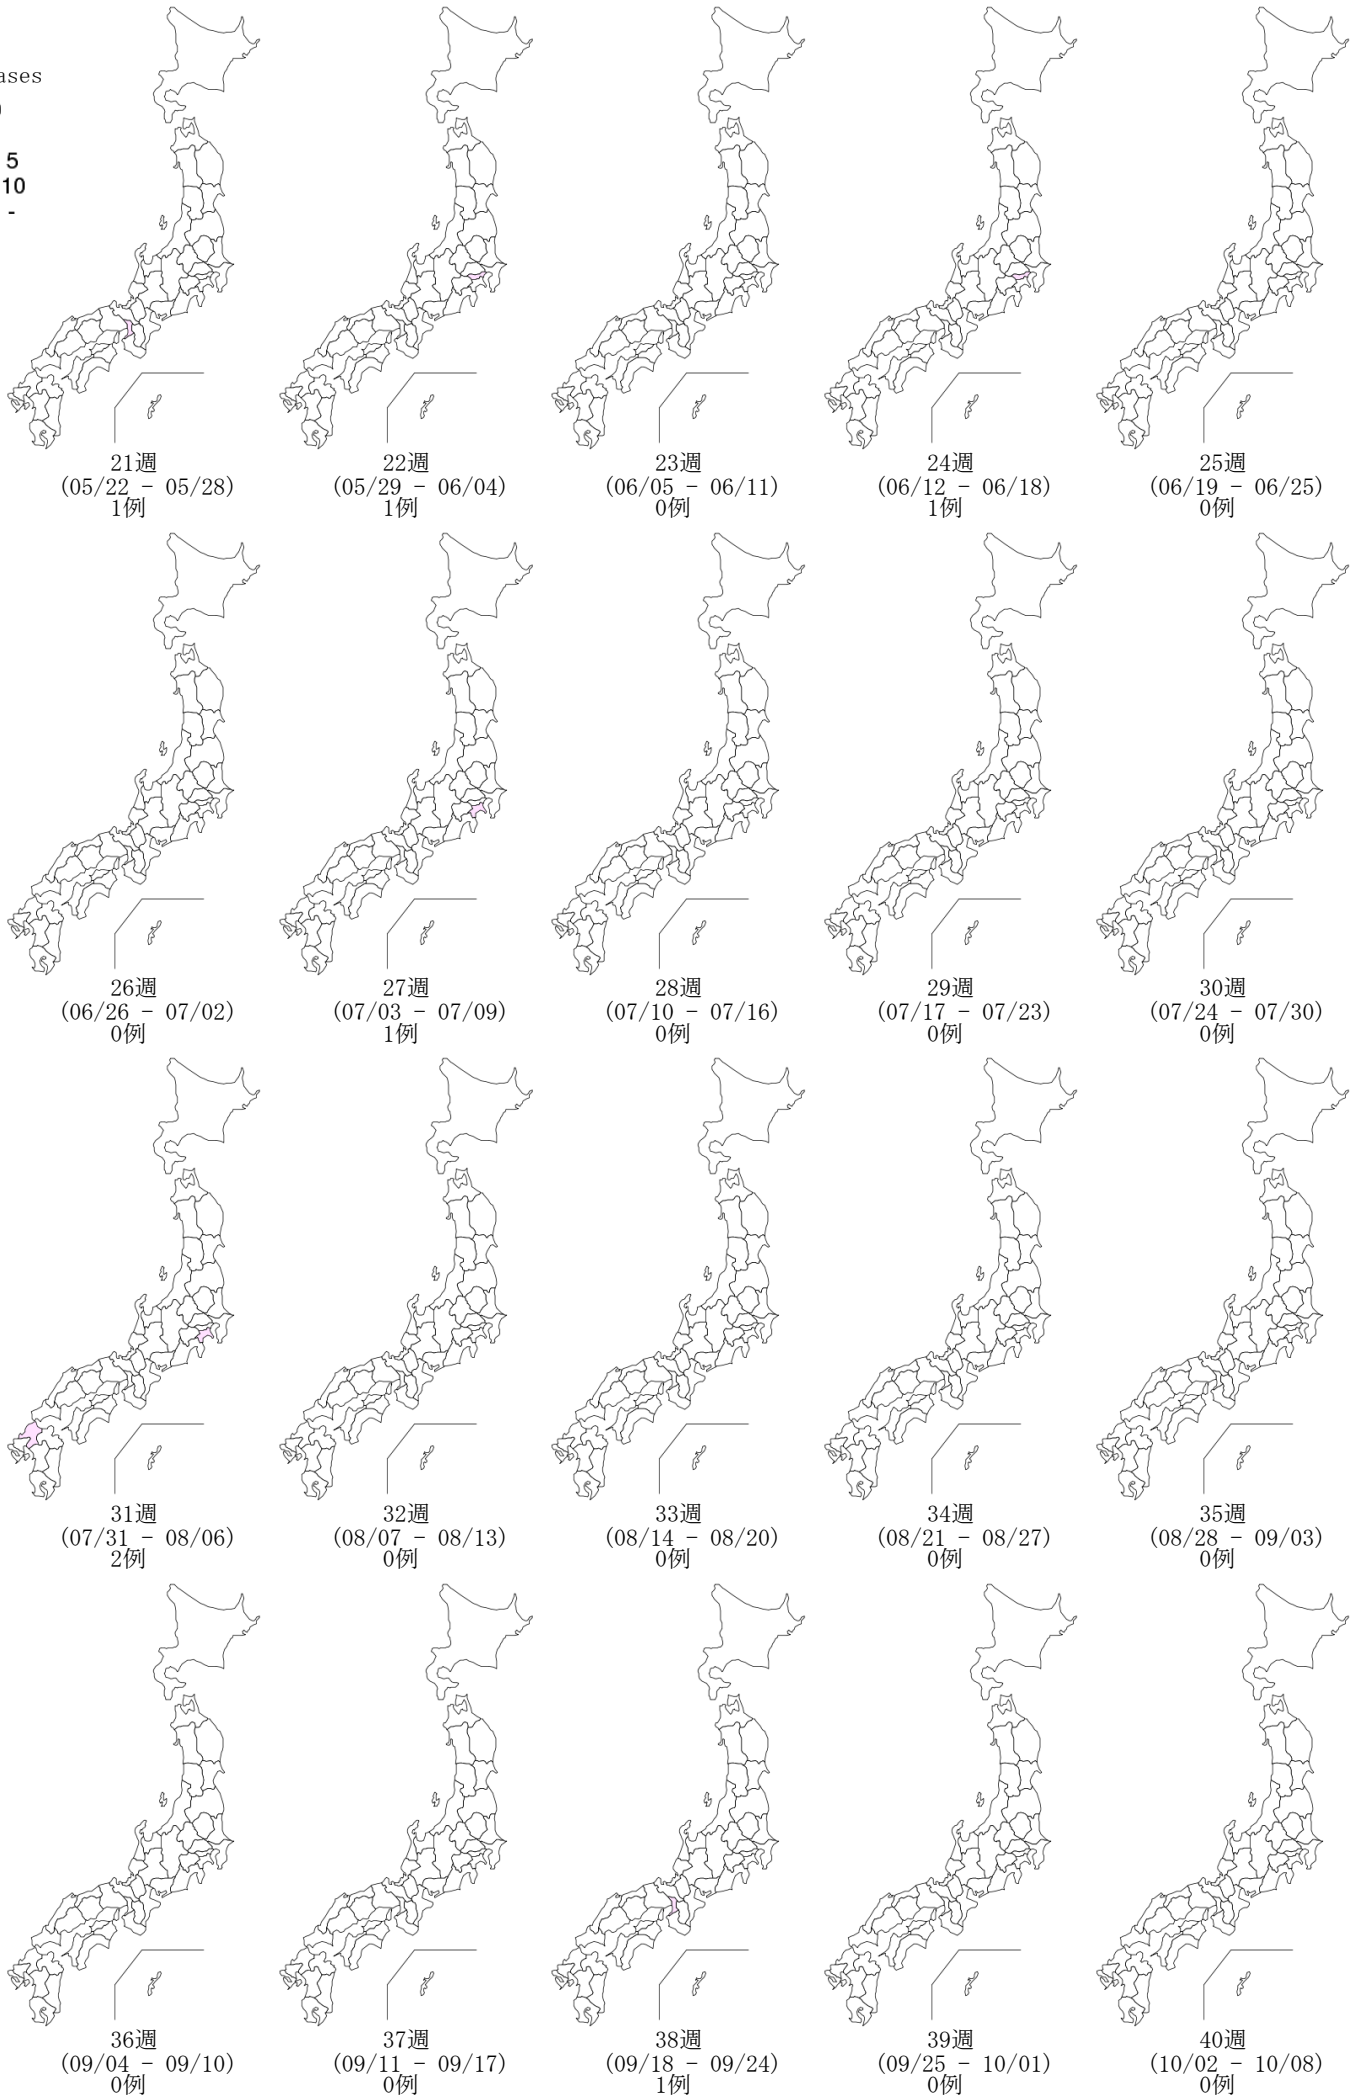 ases
5
10
-
21週
(05/22 - 05/28)
1例
22週
(05/29 - 06/04)
1例
23週
(06/05 - 06/11)
0例
24週
(06/12 - 06/18)
1例
25週
(06/19 - 06/25)
0例
26週
(06/26 - 07/02)
0例
27週
(07/03 - 07/09)
1例
28週
(07/10 - 07/16)
0例
29週
(07/17 - 07/23)
0例
30週
(07/24 - 07/30)
0例
31週
(07/31 - 08/06)
2例
32週
(08/07 - 08/13)
0例
33週
(08/14 - 08/20)
0例
34週
(08/21 - 08/27)
0例
35週
(08/28 - 09/03)
0例
36週
(09/04 - 09/10)
0例
37週
(09/11 - 09/17)
0例
38週
(09/18 - 09/24)
1例
39週
(09/25 - 10/01)
0例
40週
(10/02 - 10/08)
0例